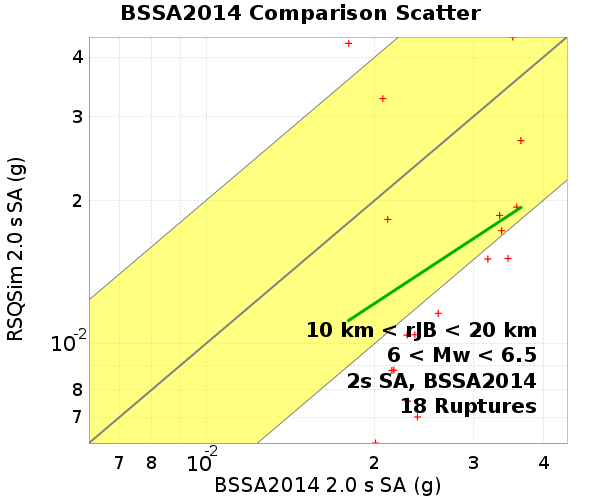 BSSA2014 Comparison Scatter
RSQSim 2.0 s SA (g)
4
3
2
10-2
8
7
10 km < rJB < 20 km
6 < Mw < 6.5
2s SA, BSSA2014
18 Ruptures
7 8 10-2 2 3 4
BSSA2014 2.0 s SA (g)